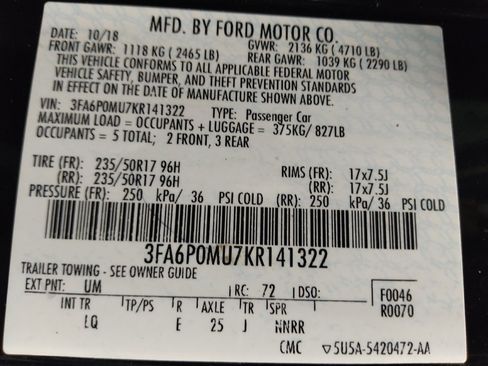 MFD. BY FORD MOTOR CO.
DATE: 10/18 GVWR: 2136 KG (4710 LB)
FRONT GAWR: 1118 KG (2465 LB) REAR GAWR: 1039 KG (2290 LB)
THIS VEHICLE CONFORMS TO ALL APPLICABLE FEDERAL MOTOR
VEHICLE SAFETY, BUMPER, AND THEFT PREVENTION STANDARDS
IN EFFECT ON THE DATE OF MANUFACTURE SHOWN ABOVE.
VIN: 3FA6P0MU7KR141322 TYPE: Passenger Car
MAXIMUM LOAD = OCCUPANTS + LUGGAGE = 375KG/ 827LB
OCCUPANTS = 5 TOTAL; 2 FRONT, 3 REAR
TIRE (FR): 235/50R17 96H RIMS (FR): 17x7.5J
(RR): 235/50R17 96H (RR): 17x7.5J
PRESSURE (FR): 250 kPa/ 36 PSI COLD (RR) 250 kPa/ 36 PSI COLD
3FA6P0MU7KR141322
TRAILER TOWING - SEE OWNER GUIDE
EXT PNT: UM RC: 72 DSO: F0046
R0070
INT TR TP/PS R AXLE TR SPR
LQ E 25 J NNRR
CMC ▽5U5A-5420472-AA